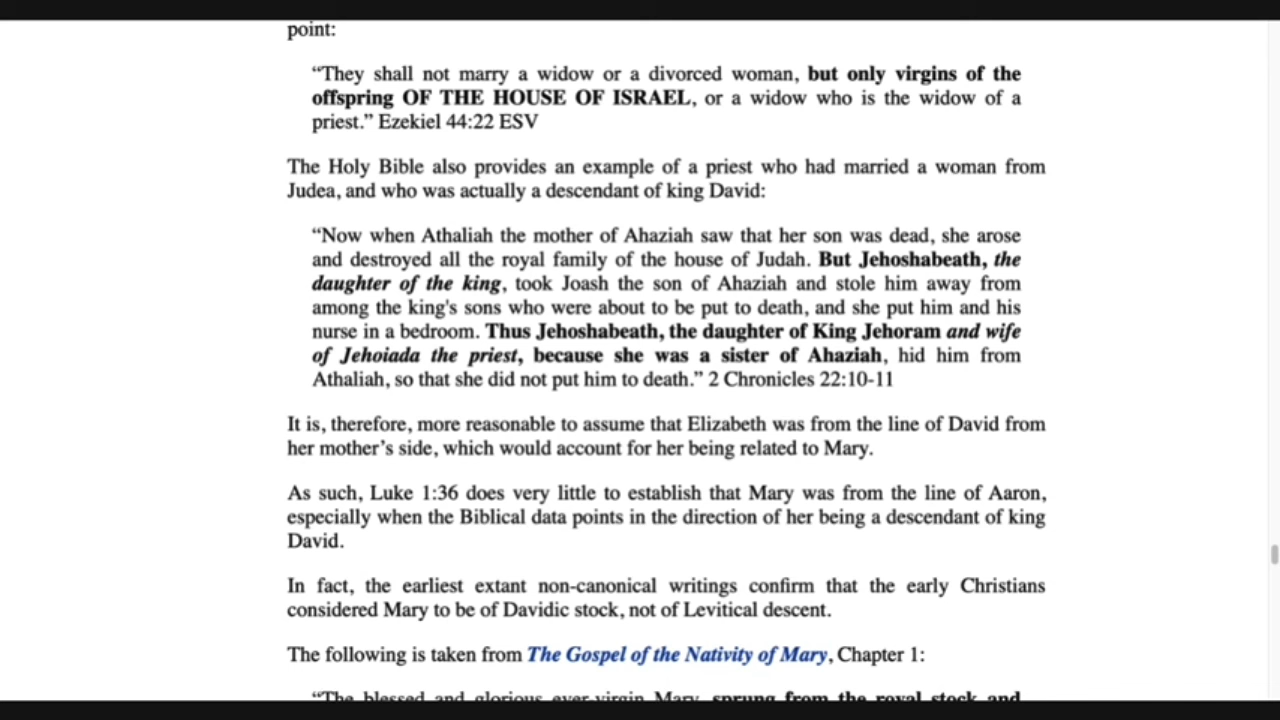 point:
“They shall not marry a widow or a divorced woman, but only virgins of the
offspring OF THE HOUSE OF ISRAEL, or a widow who is the widow of a
priest.” Ezekiel 44:22 ESV
The Holy Bible also provides an example of a priest who had married a woman from
Judea, and who was actually a descendant of king David:
“Now when Athaliah the mother of Ahaziah saw that her son was dead, she arose
and destroyed all the royal family of the house of Judah. But Jehoshabeath, the
daughter of the king, took Joash the son of Ahaziah and stole him away from
among the king's sons who were about to be put to death, and she put him and his
nurse in a bedroom. Thus Jehoshabeath, the daughter of King Jehoram and wife
of Jehoiada the priest, because she was a sister of Ahaziah, hid him from
Athaliah, so that she did not put him to death.” 2 Chronicles 22:10-11
It is, therefore, more reasonable to assume that Elizabeth was from the line of David from
her mother’s side, which would account for her being related to Mary.
As such, Luke 1:36 does very little to establish that Mary was from the line of Aaron,
especially when the Biblical data points in the direction of her being a descendant of king
David.
In fact, the earliest extant non-canonical writings confirm that the early Christians
considered Mary to be of Davidic stock, not of Levitical descent.
The following is taken from The Gospel of the Nativity of Mary, Chapter 1:
“The blessed and glorious ever-virgin Mary, sprung from the royal stock and